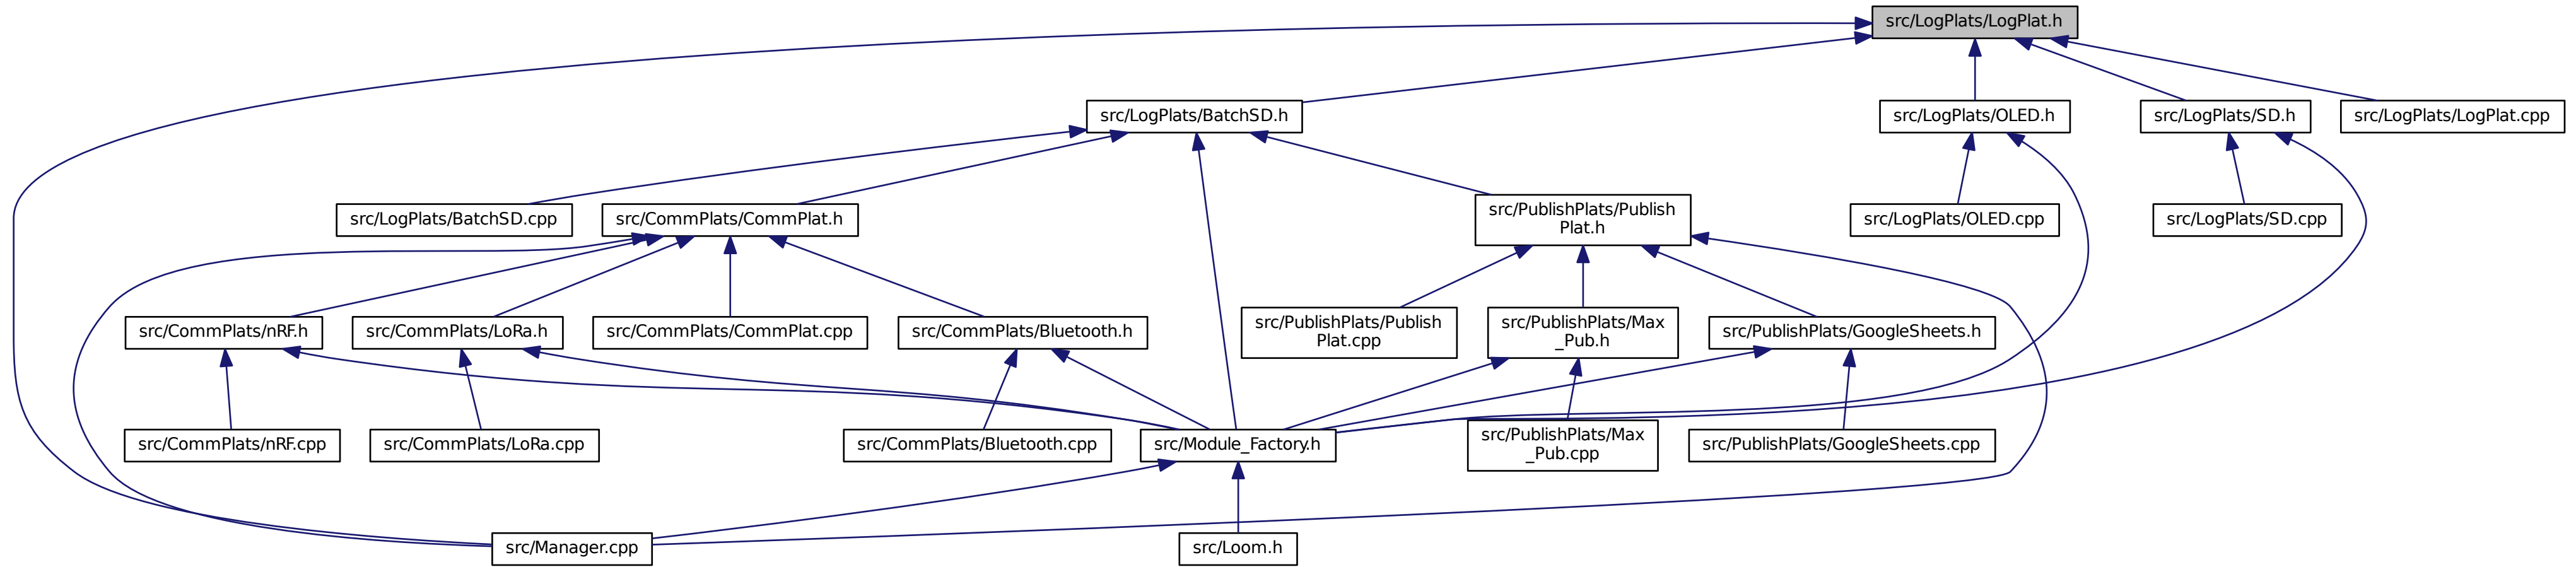 src/LogPlats/LogPlat.h
src/LogPlats/BatchSD.h
src/LogPlats/OLED.h
src/LogPlats/SD.h
src/LogPlats/LogPlat.cpp
src/LogPlats/BatchSD.cpp
src/CommPlats/CommPlat.h
src/PublishPlats/Publish
Plat.h
src/LogPlats/OLED.cpp
src/LogPlats/SD.cpp
src/CommPlats/nRF.h
src/CommPlats/LoRa.h
src/CommPlats/CommPlat.cpp
src/CommPlats/Bluetooth.h
src/PublishPlats/Publish
Plat.cpp
src/PublishPlats/Max
_Pub.h
src/PublishPlats/GoogleSheets.h
src/CommPlats/nRF.cpp
src/CommPlats/LoRa.cpp
src/CommPlats/Bluetooth.cpp
src/Module_Factory.h
src/PublishPlats/Max
_Pub.cpp
src/PublishPlats/GoogleSheets.cpp
src/Manager.cpp
src/Loom.h